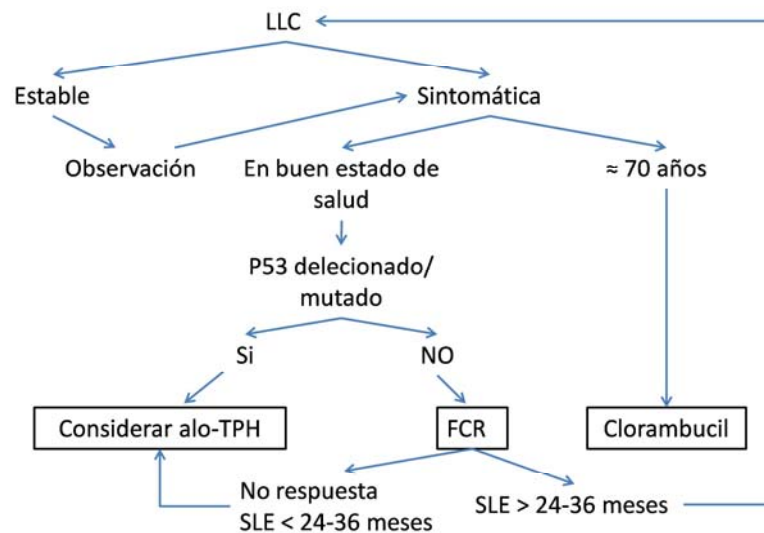 LLC
Estable
Sintomática
Observación
En buen estado de
salud
≈ 70 años
P53 delecionado/
mutado
Si
NO
Considerar alo-TPH
FCR
Clorambucil
No respuesta
SLE < 24-36 meses
SLE > 24-36 meses